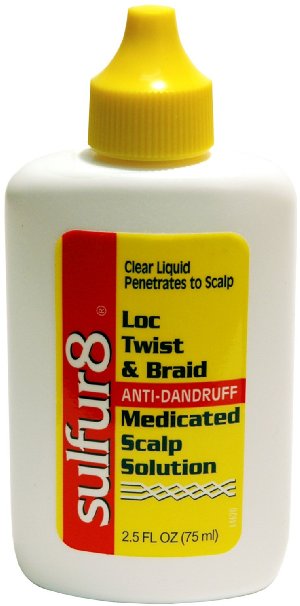 sulfur8®
Clear Liquid
Penetrates to Scalp
Loc
Twist
& Braid
ANTI-DANDRUFF
Medicated
Scalp
Solution
2.5 FL OZ (75 ml)